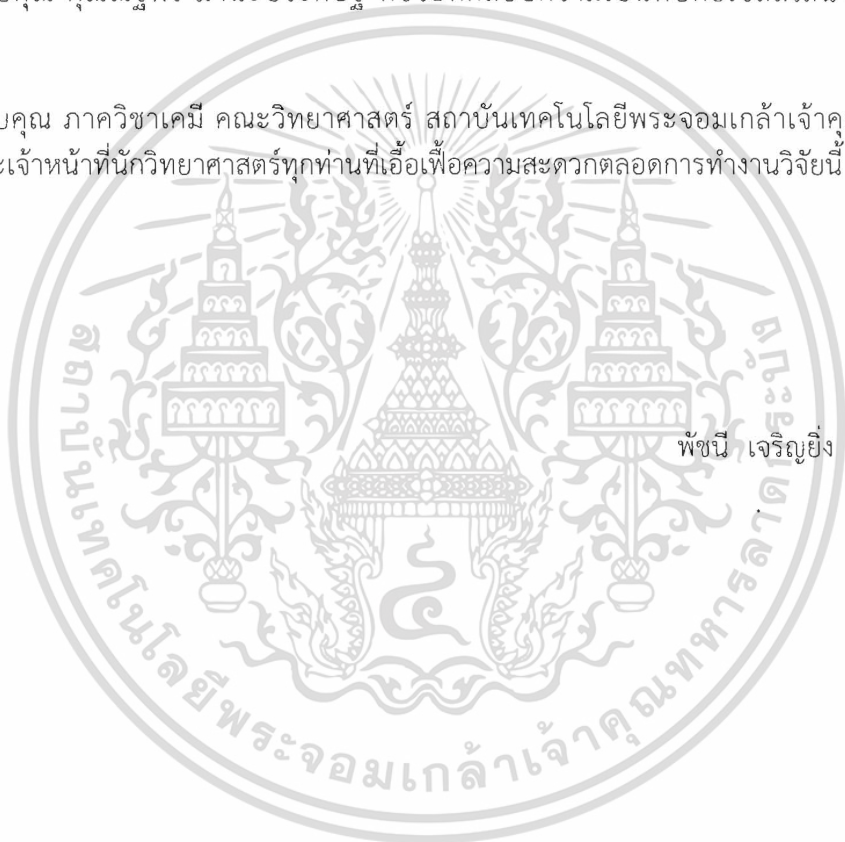 บคุณ ภาควิชาเคมี คณะวิทยาศาสตร์ สถาบันเทคโนโลยีพระจอมเกล้าเจ้าคุ
ะเจ้าหน้าที่นักวิทยาศาสตร์ทุกท่านที่เอื้อเฟื้อความสะดวกตลอดการทำงานวิจัยนี้
พัชนี เจริญยิ่ง
สถาบันเทคโนโลยีพระจอมเกล้าเจ้าคุณทหารลาดกระบัง
๔